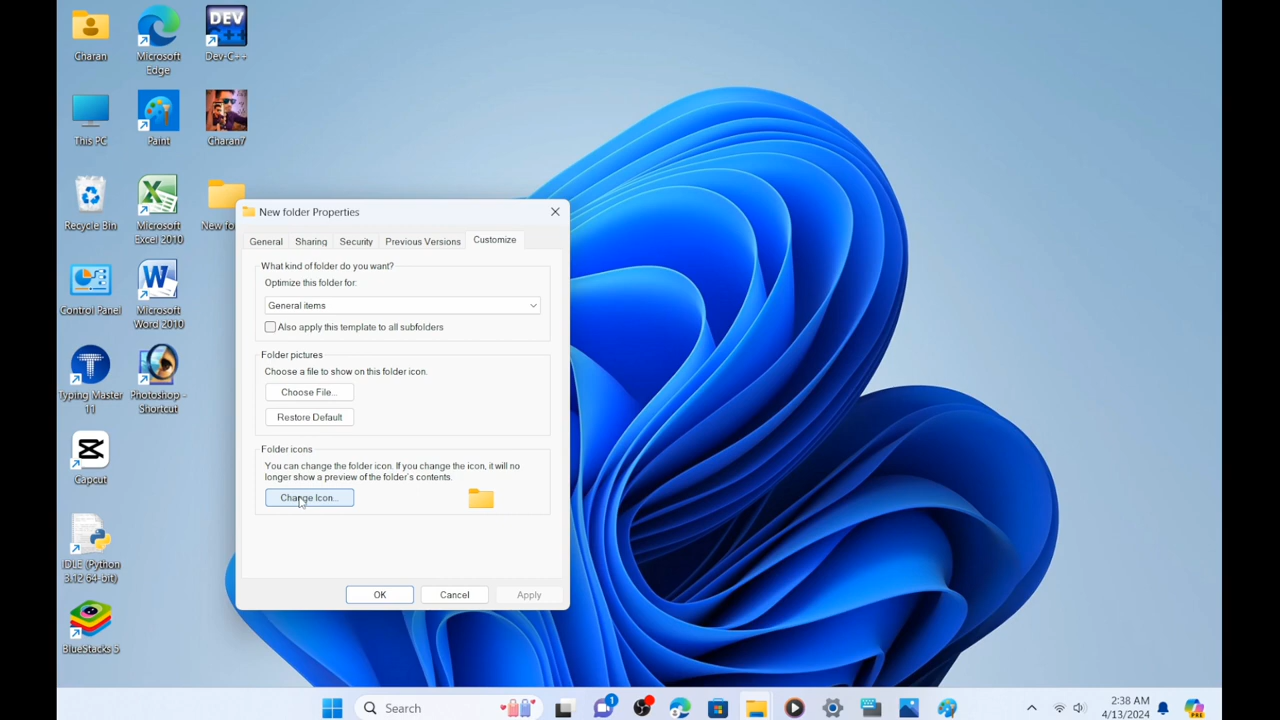 Charan
Microsoft
Edge
DEV
C++
Dev-C++
This PC
Paint
Charan7
Recycle Bin
Microsoft
Excel 2010
Control Panel
Microsoft
Word 2010
Typing Master
11
Photoshop -
Shortcut
Capcut
IDLE (Python
3.12 64-bit)
BlueStacks 5
New folder Properties
General Sharing Security Previous Versions Customize
What kind of folder do you want?
Optimize this folder for:
General items
Also apply this template to all subfolders
Folder pictures
Choose a file to show on this folder icon.
Choose File...
Restore Default
Folder icons
You can change the folder icon. If you change the icon, it will no
longer show a preview of the folder's contents.
Change Icon...
OK Cancel Apply
Search
1
2:38 AM
4/13/2024
PRE